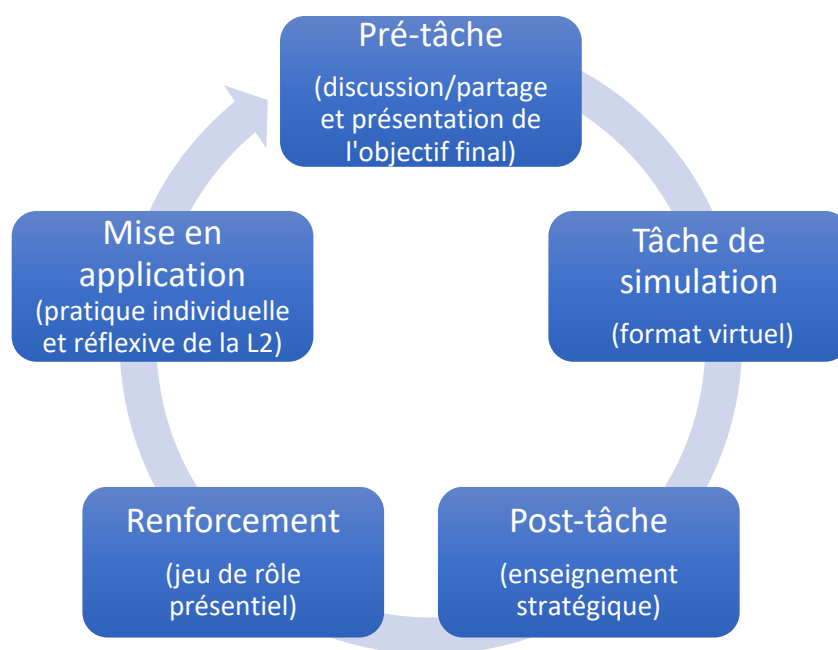 Pré-tâche
(discussion/partage
et présentation de
l'objectif final)
Tâche de
simulation
(format virtuel)
Post-tâche
(enseignement
stratégique)
Renforcement
(jeu de rôle
présentiel)
Mise en
application
(pratique individuelle
et réflexive de la L2)